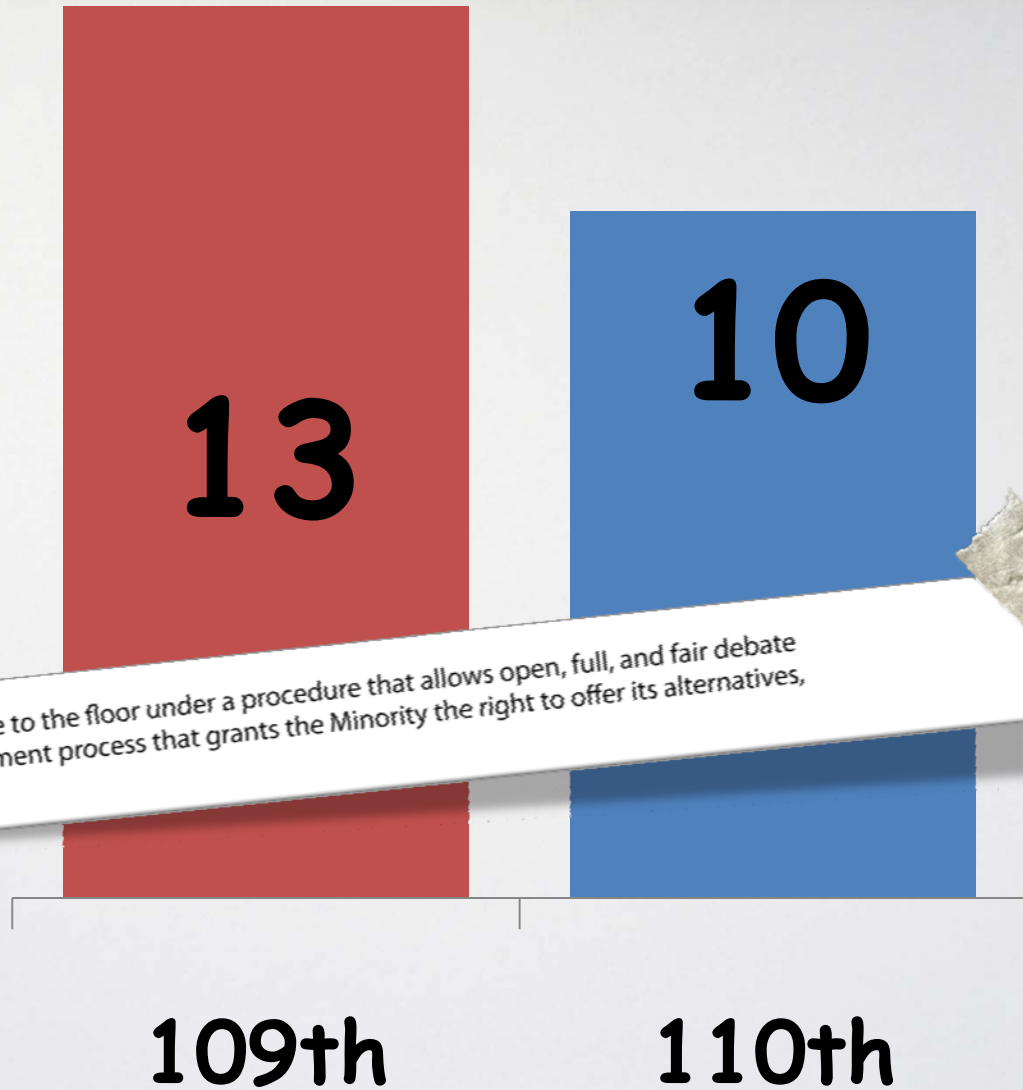 13
10
to the floor under a procedure that allows open, full, and fair debate
process that grants the Minority the right to offer its alternatives,
109th
110th